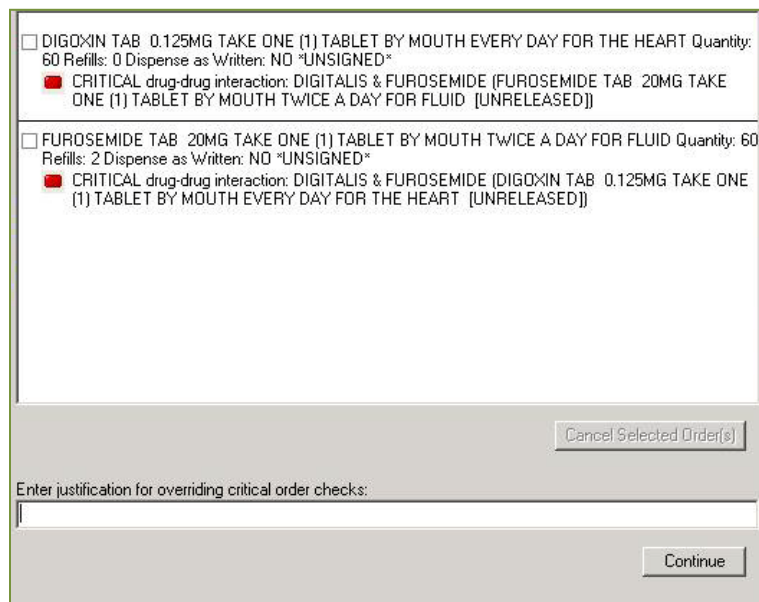 DIGOXIN TAB 0.125MG TAKE ONE (1) TABLET BY MOUTH EVERY DAY FOR THE HEART Quantity:
60 Refills: 0 Dispense as Written: NO *UNSIGNED*
CRITICAL drug-drug interaction: DIGITALIS & FUROSEMIDE (FUROSEMIDE TAB 20MG TAKE
ONE (1) TABLET BY MOUTH TWICE A DAY FOR FLUID [UNRELEASED])
FUROSEMIDE TAB 20MG TAKE ONE (1) TABLET BY MOUTH TWICE A DAY FOR FLUID Quantity: 60
Refills: 2 Dispense as Written: NO *UNSIGNED*
CRITICAL drug-drug interaction: DIGITALIS & FUROSEMIDE (DIGOXIN TAB 0.125MG TAKE ONE
(1) TABLET BY MOUTH EVERY DAY FOR THE HEART [UNRELEASED])
Cancel Selected Order(s)
Enter justification for overriding critical order checks:
Continue